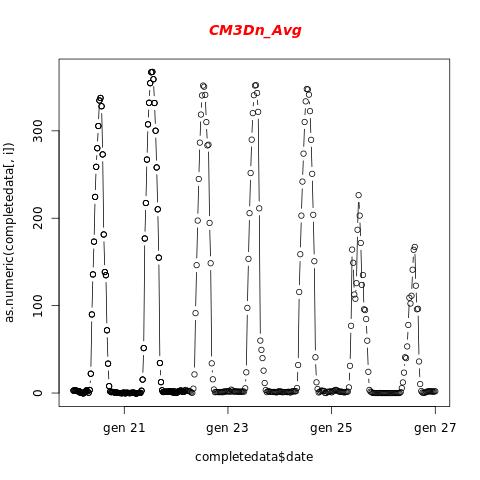 CM3Dn_Avg
as.numeric(completedata[, i])
300
200
100
0
gen 21
gen 23
gen 25
gen 27
completedata$date